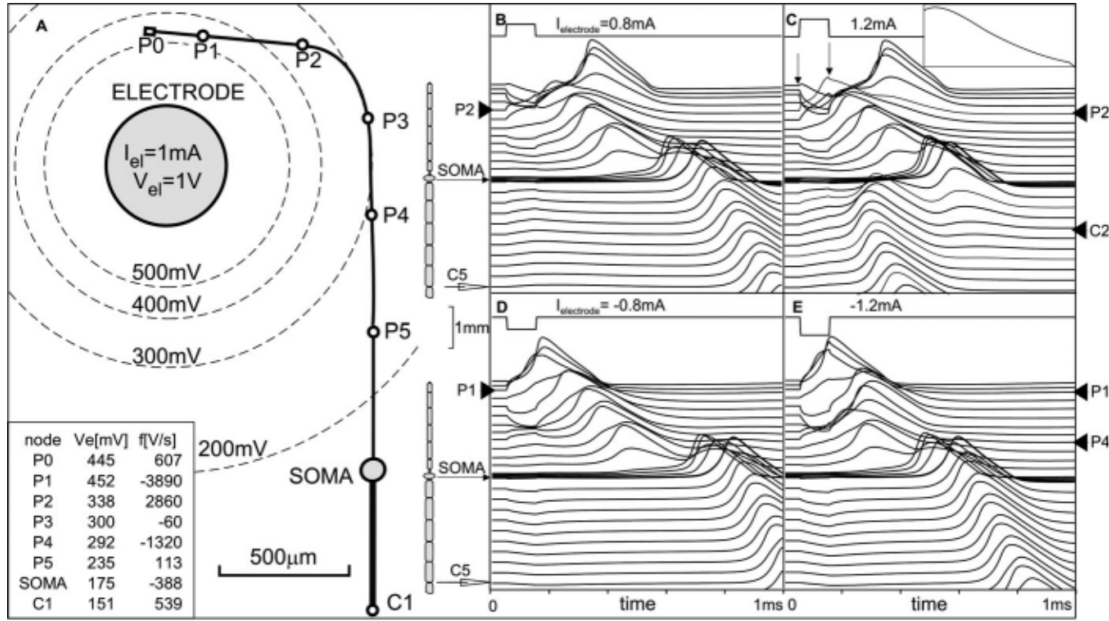 A
P0
P1
P2
ELECTRODE
P3
I_el=1mA
V_el=1V
P4
500mV
400mV
P5
300mV
200mV
SOMA
500μm
C1
node Ve[mV] f[V/s]
P0 445 607
P1 452 -3890
P2 338 2860
P3 300 -60
P4 292 -1320
P5 235 113
SOMA 175 -388
C1 151 539
B I_electrode=0.8mA
P2
SOMA
C5
C 1.2mA
P2
C2
1mm
D I_electrode= -0.8mA
P1
SOMA
C5
0 time 1ms
E -1.2mA
P1
P4
0 time 1ms